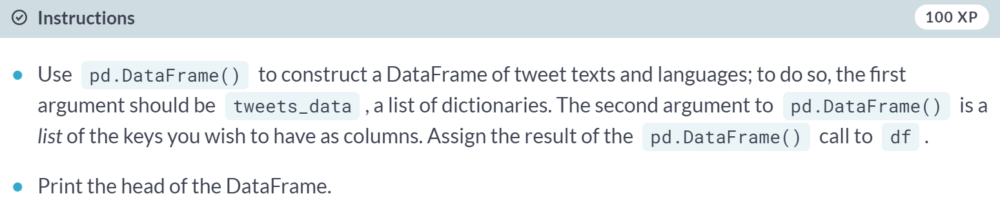 Instructions
100 XP
Use pd.DataFrame() to construct a DataFrame of tweet texts and languages; to do so, the first
argument should be tweets_data , a list of dictionaries. The second argument to pd.DataFrame() is a
list of the keys you wish to have as columns. Assign the result of the pd.DataFrame() call to df .
Print the head of the DataFrame.